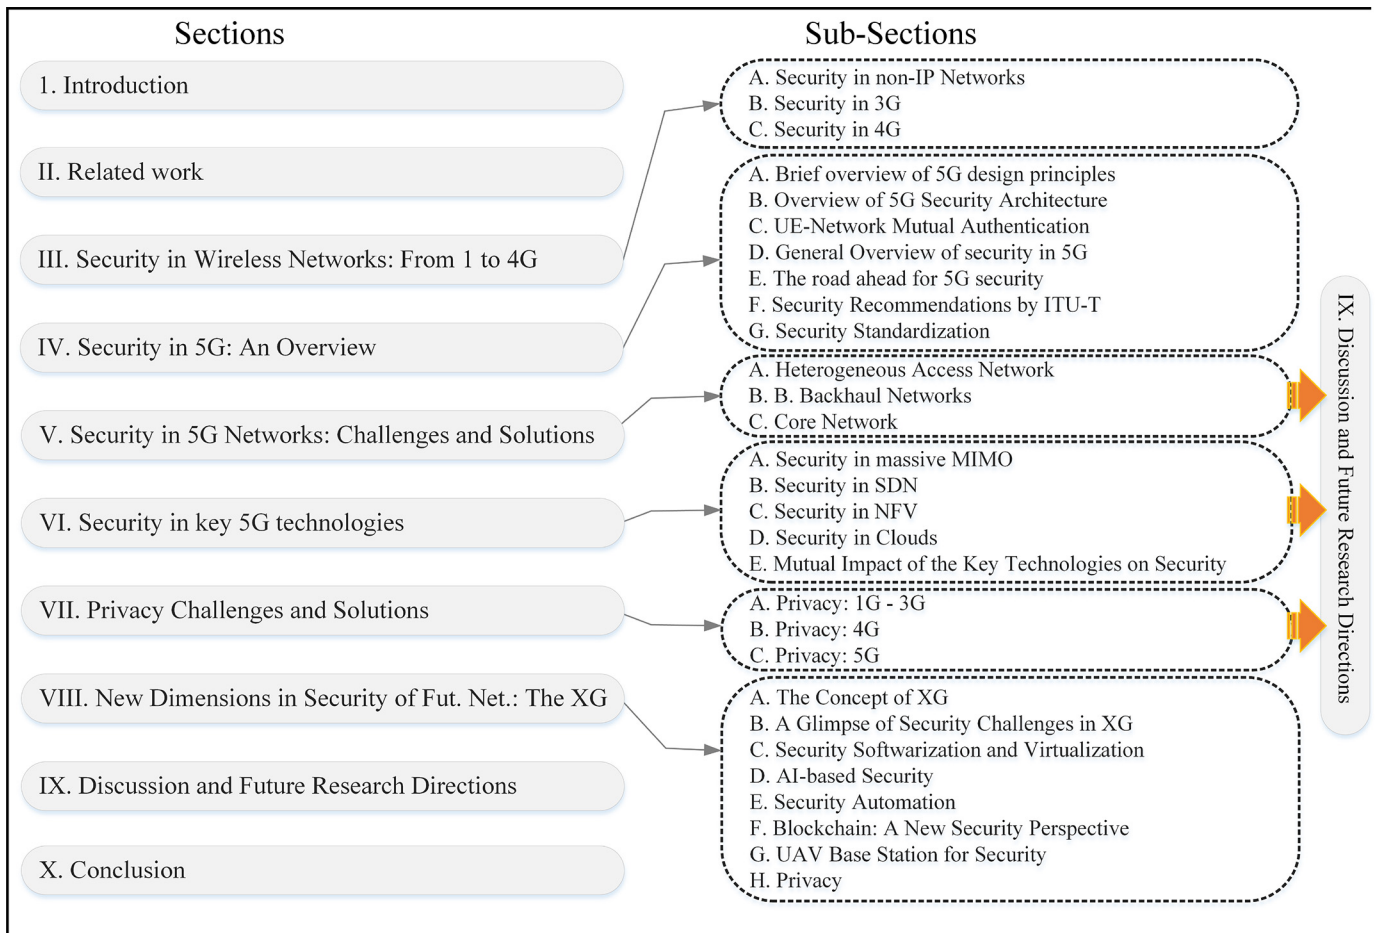 Sections
1. Introduction
II. Related work
III. Security in Wireless Networks: From 1 to 4G
IV. Security in 5G: An Overview
V. Security in 5G Networks: Challenges and Solutions
VI. Security in key 5G technologies
VII. Privacy Challenges and Solutions
VIII. New Dimensions in Security of Fut. Net.: The XG
IX. Discussion and Future Research Directions
X. Conclusion
Sub-Sections
A. Security in non-IP Networks
B. Security in 3G
C. Security in 4G
A. Brief overview of 5G design principles
B. Overview of 5G Security Architecture
C. UE-Network Mutual Authentication
D. General Overview of security in 5G
E. The road ahead for 5G security
F. Security Recommendations by ITU-T
G. Security Standardization
A. Heterogeneous Access Network
B. B. Backhaul Networks
C. Core Network
A. Security in massive MIMO
B. Security in SDN
C. Security in NFV
D. Security in Clouds
E. Mutual Impact of the Key Technologies on Security
A. Privacy: 1G - 3G
B. Privacy: 4G
C. Privacy: 5G
A. The Concept of XG
B. A Glimpse of Security Challenges in XG
C. Security Softwarization and Virtualization
D. AI-based Security
E. Security Automation
F. Blockchain: A New Security Perspective
G. UAV Base Station for Security
H. Privacy
IX. Discussion and Future Research Directions